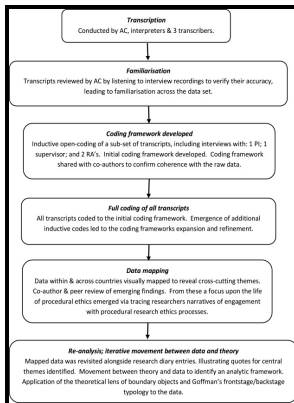 Transcription
Conducted by AC, interpreters & 3 transcribers.
Familiarisation
Transcripts reviewed by AC by listening to interview recordings to verify their accuracy,
leading to familiarisation across the data set.
Coding framework developed
Inductive open-coding of a sub-set of transcripts, including interviews with: 1 PI; 1
supervisor; and 2 RA's. Initial coding framework developed. Coding framework
shared with co-authors to confirm coherence with the raw data.
Full coding of all transcripts
All transcripts coded to the initial framework. Emergence of additional
inductive codes led to the coding frameworks expansion and refinement.
Data mapping
Data within & across countries visually mapped to reveal cross-cutting themes.
Co-author & peer review of emerging findings. From these a focus upon the life
of procedural ethics emerged via tracing researchers narratives of engagement
with procedural research ethics processes.
Re-analysis; iterative movement between data and theory
Mapped data was revisited alongside research diary entries. Illustrating quotes for central
themes identified. Movement between theory and data to identify an analytic framework.
Application of the theoretical lens of boundary objects and Goffman's frontstage/backstage
typology to the data.